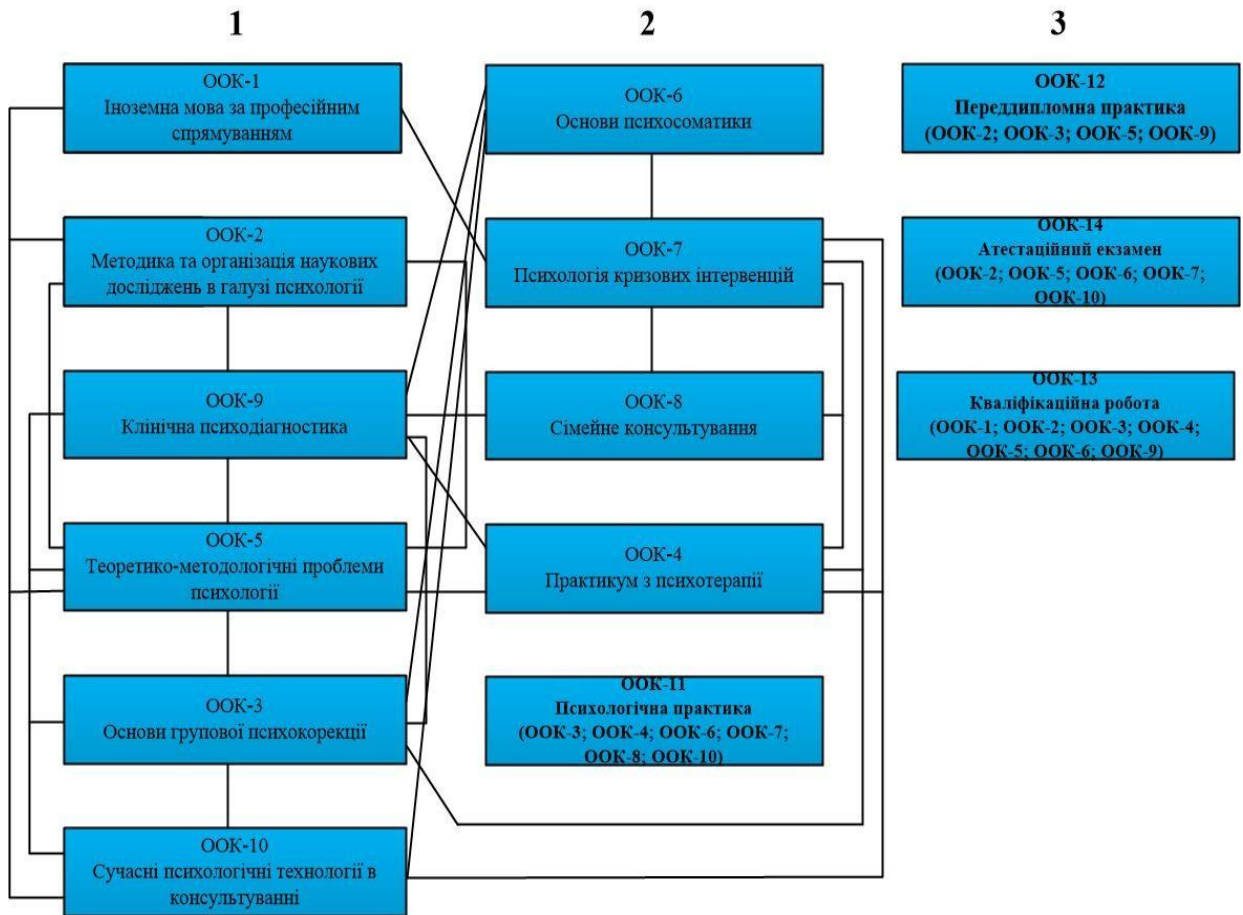 1
ООК-1
Іноземна мова за професійним
спрямуванням
ООК-2
Методика та організація наукових
досліджень в галузі психології
ООК-9
Клінічна психодіагностика
ООК-5
Теоретико-методологічні проблеми
психології
ООК-3
Основи групової психокорекції
ООК-10
Сучасні психологічні технології в
консультуванні
2
ООК-6
Основи психосоматики
ООК-7
Психологія кризових інтервенцій
ООК-8
Сімейне консультування
ООК-4
Практикум з психотерапії
ООК-11
Психологічна практика
(ООК-3; ООК-4; ООК-6; ООК-7;
ООК-8; ООК-10)
3
ООК-12
Переддипломна практика
(ООК-2; ООК-3; ООК-5; ООК-9)
ООК-14
Атестаційний екзамен
(ООК-2; ООК-5; ООК-6; ООК-7;
ООК-10)
ООК-13
Кваліфікаційна робота
(ООК-1; ООК-2; ООК-3; ООК-4;
ООК-5; ООК-6; ООК-9)